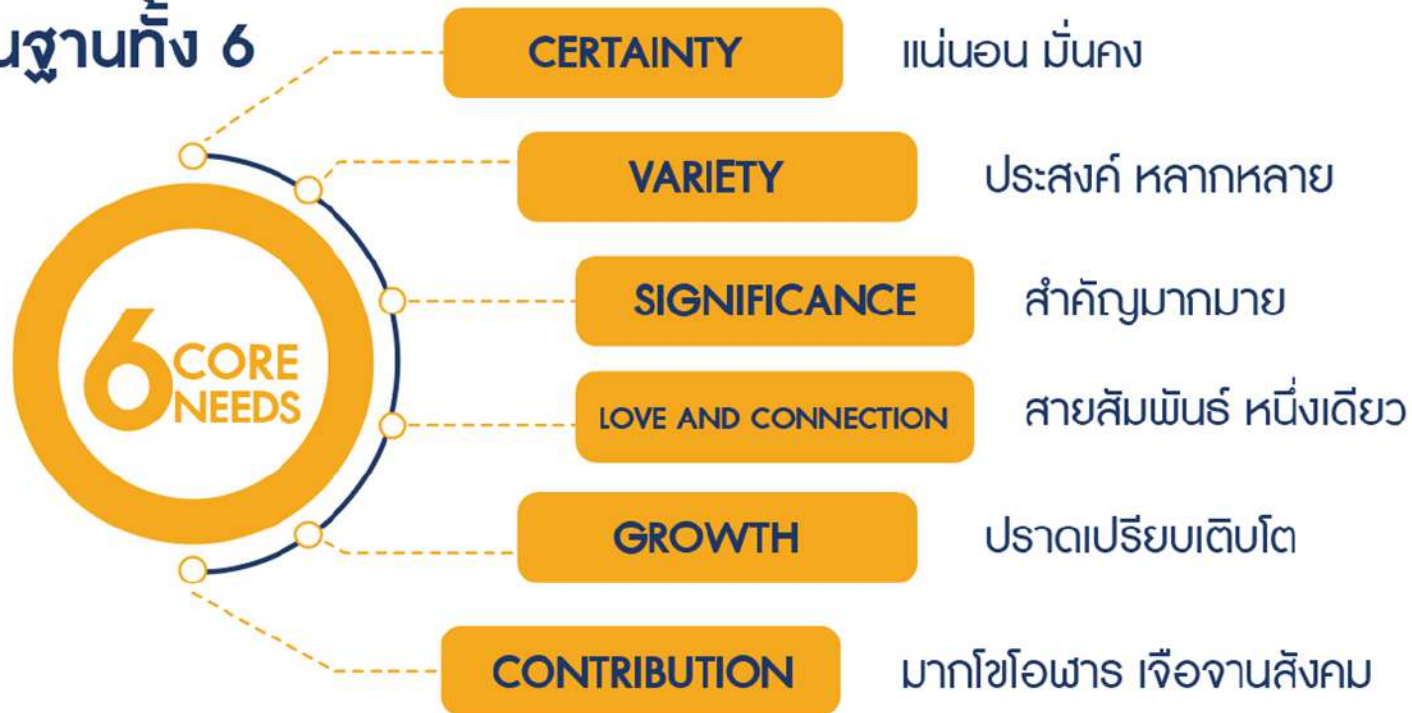 นฐานทั้ง 6
CERTAINTY
แน่นอน มั่นคง
VARIETY
ประสงค์ หลากหลาย
SIGNIFICANCE
สำคัญมากมาย
6 CORE
NEEDS
LOVE AND CONNECTION
สายสัมพันธ์ หนึ่งเดียว
GROWTH
ปราดเปรียบเติบโต
CONTRIBUTION
มากโขโอฬาร เจือจานสังคม